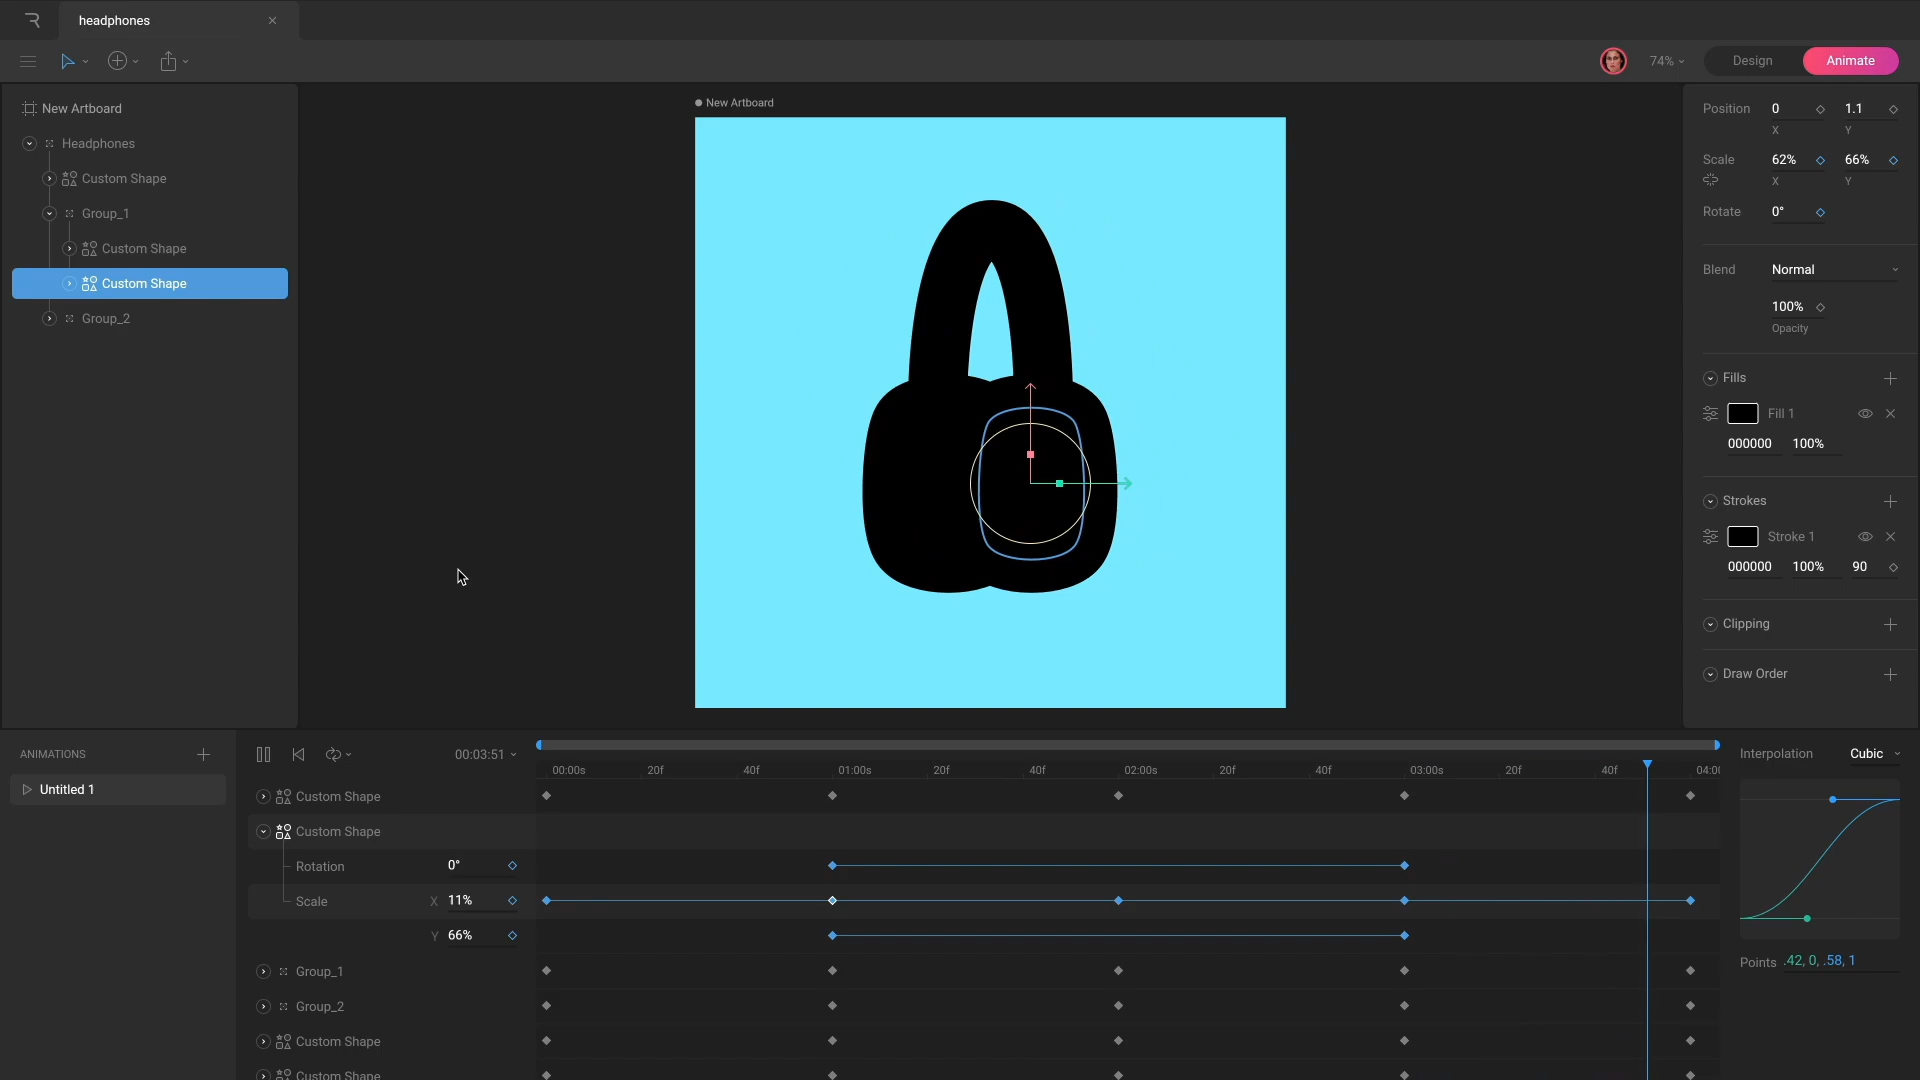 headphones
74%
Design
Animate
New Artboard
Headphones
Custom Shape
Group_1
Custom Shape
Custom Shape
Group_2
New Artboard
Position 0 1.1
X Y
Scale 62% 66%
X Y
Rotate 0°
Blend Normal
100%
Opacity
Fills
Fill 1
000000 100%
Strokes
Stroke 1
000000 100% 90
Clipping
Draw Order
ANIMATIONS
Untitled 1
00:03:51
00:00s 20f 40f 01:00s 20f 40f 02:00s 20f 40f 03:00s 20f 40f 04:00
Custom Shape
Custom Shape
Rotation 0°
Scale X 11%
Y 66%
Group_1
Group_2
Custom Shape
Custom Shape
Interpolation Cubic
Points .42, 0, .58, 1